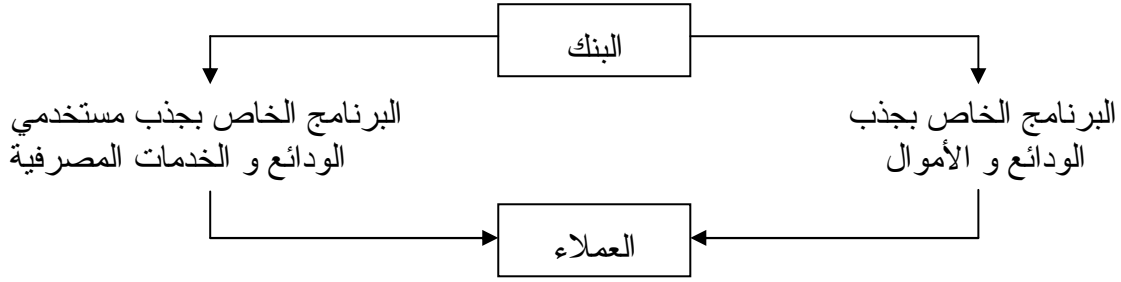 البنك
البرنامج الخاص بجذب
الودائع و الأموال
البرنامج الخاص بجذب مستخدمي
الودائع و الخدمات المصرفية
العملاء